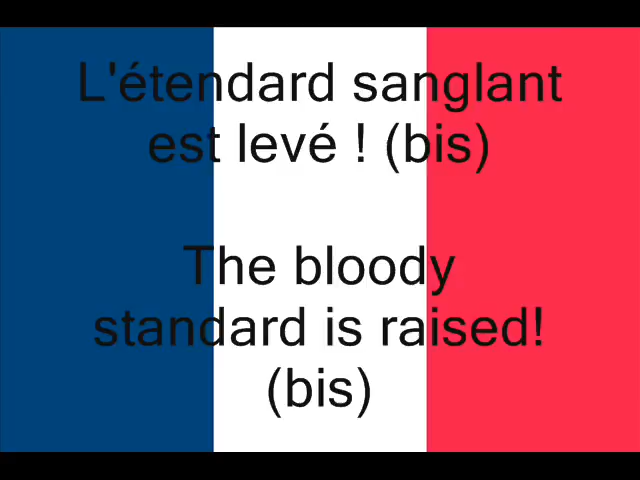 L'étendard sanglant
est levé ! (bis)
The bloody
standard is raised!
(bis)